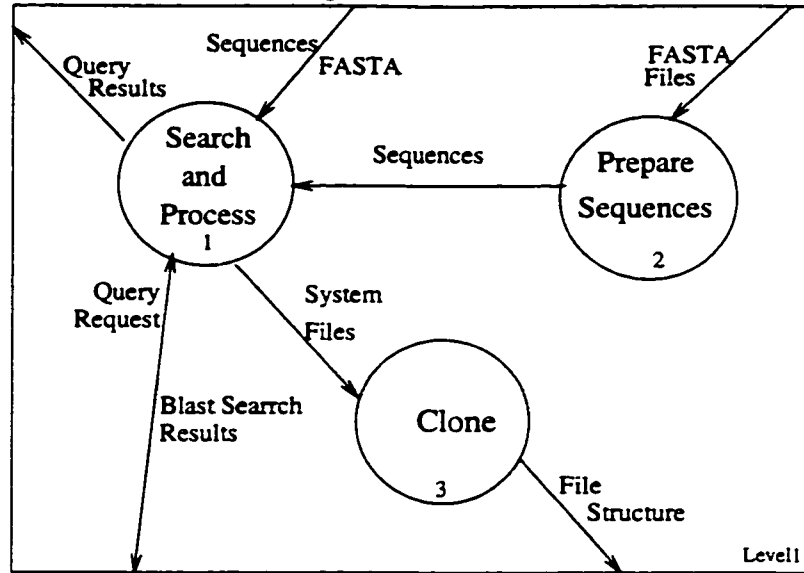 Sequences
FASTA
Query
Results
FASTA
Files
Search
and
Process
1
Sequences
Prepare
Sequences
2
Query
Request
System
Files
Blast Searrch
Results
Clone
3
File
Structure
Level1